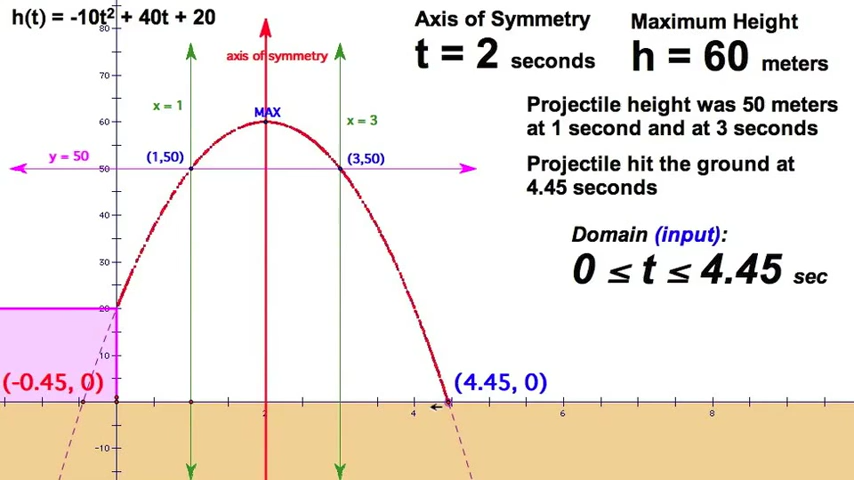 h(t) = -10t² + 40t + 20
Axis of Symmetry
t = 2 seconds
Maximum Height
h = 60 meters
Projectile height was 50 meters
at 1 second and at 3 seconds
Projectile hit the ground at
4.45 seconds
Domain (input):
0 ≤ t ≤ 4.45 sec
axis of symmetry
x = 1
MAX
x = 3
y = 50
(1,50)
(3,50)
(-0.45, 0)
(4.45, 0)
80
70
60
50
40
30
20
10
-10
2
4
6
8